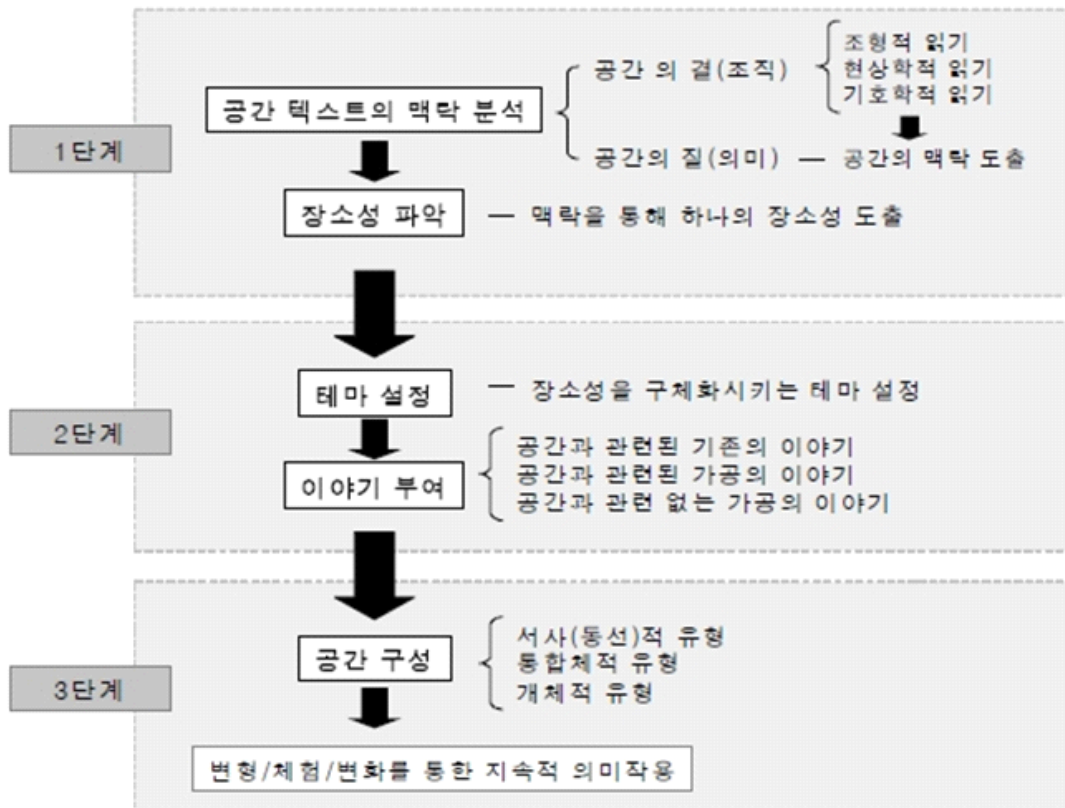 1단계
공간 텍스트의 맥락 분석
공간 의 결(조직)
조형적 읽기
현상학적 읽기
기호학적 읽기
공간의 질(의미) — 공간의 맥락 도출
장소성 파악 — 맥락을 통해 하나의 장소성 도출
2단계
테마 설정 — 장소성을 구체화시키는 테마 설정
이야기 부여
공간과 관련된 기존의 이야기
공간과 관련된 가공의 이야기
공간과 관련 없는 가공의 이야기
3단계
공간 구성
서사(동선)적 유형
통합체적 유형
개체적 유형
변형/체험/변화를 통한 지속적 의미작용